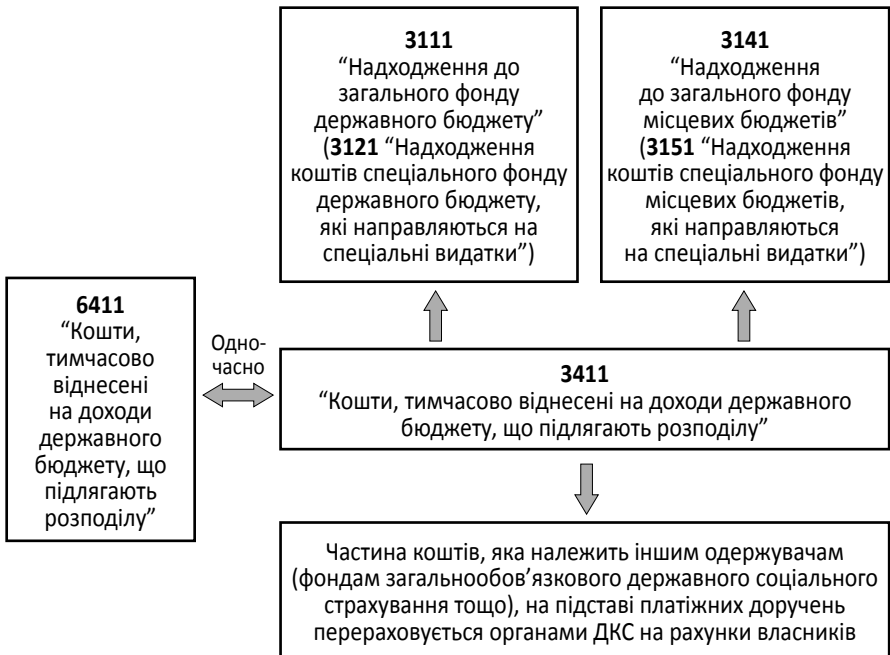 3111
“Надходження до
загального фонду
державного бюджету”
(3121 “Надходження
коштів спеціального фонду
державного бюджету,
які направляються на
спеціальні видатки”)
3141
“Надходження
до загального фонду
місцевих бюджетів”
(3151 “Надходження
коштів спеціального фонду
місцевих бюджетів,
які направляються
на спеціальні видатки”)
6411
“Кошти,
тимчасово
віднесені
на доходи
державного
бюджету, що
підлягають
розподілу”
Одно-
часно
3411
“Кошти, тимчасово віднесені на доходи державного
бюджету, що підлягають розподілу”
Частина коштів, яка належить іншим одержувачам
(фондам загальнообов’язкового державного соціального
страхування тощо), на підставі платіжних доручень
перераховується органами ДКС на рахунки власників